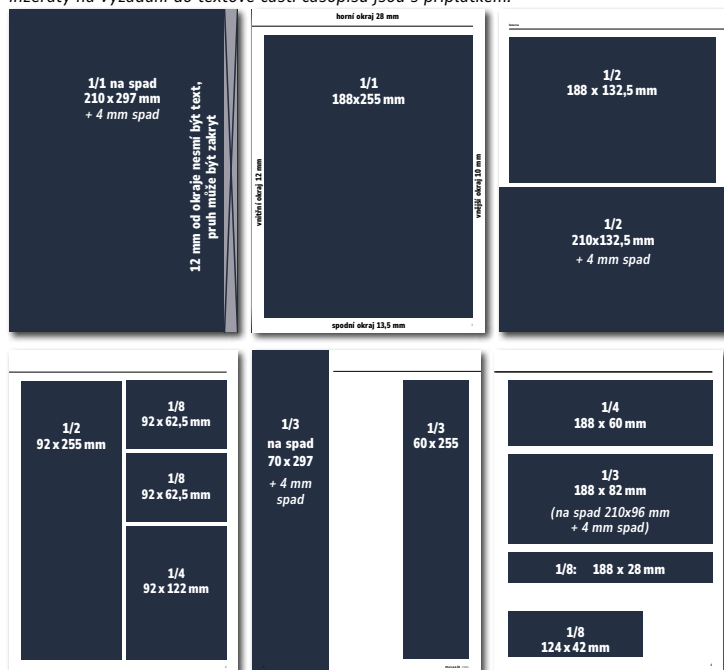 inzeráty na vyžádání do textové části časopisu jsou s příplatkem.
1/1 na spad
210 x 297 mm
+ 4 mm spad
12 mm od okraje nesmí být text,
pruh může být zakryt
horní okraj 28 mm
1/1
188x255 mm
vnitřní okraj 12 mm
vnější okraj 10 mm
spodní okraj 13,5 mm
1/2
188 x 132,5 mm
1/2
210x132,5 mm
+ 4 mm spad
1/2
92 x 255 mm
1/8
92 x 62,5 mm
1/8
92 x 62,5 mm
1/4
92 x 122 mm
1/3
na spad
70 x 297
+ 4 mm
spad
1/3
60 x 255
1/4
188 x 60 mm
1/3
188 x 82 mm
(na spad 210x96 mm
+ 4 mm spad)
1/8: 188 x 28 mm
1/8
124 x 42 mm